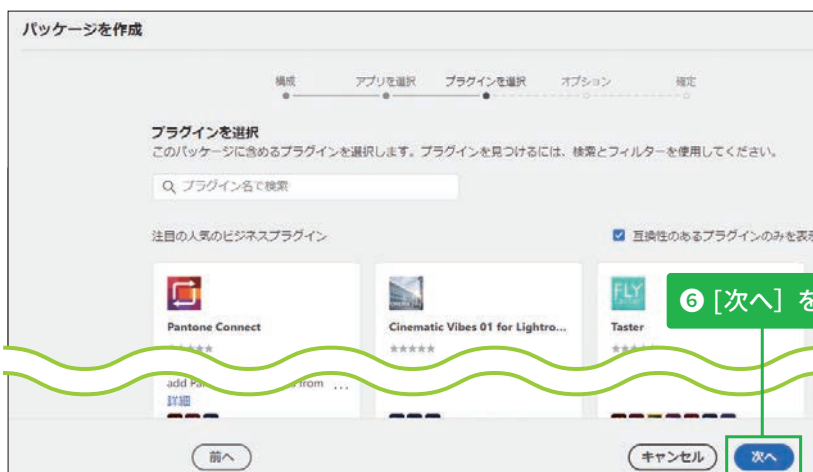 パッケージを作成
構成 アプリを選択 プラグインを選択 オプション 確定
プラグインを選択
このパッケージに含めるプラグインを選択します。プラグインを見つけるには、検索とフィルターを使用してください。
プラグイン名で検索
注目の人気のビジネスプラグイン
互換性のあるプラグインのみを表示
FLY
taster
❻[次へ]を
Pantone Connect
Cinematic Vibes 01 for Lightro...
Taster
add from ...
詳細
前へ
キャンセル
次へ